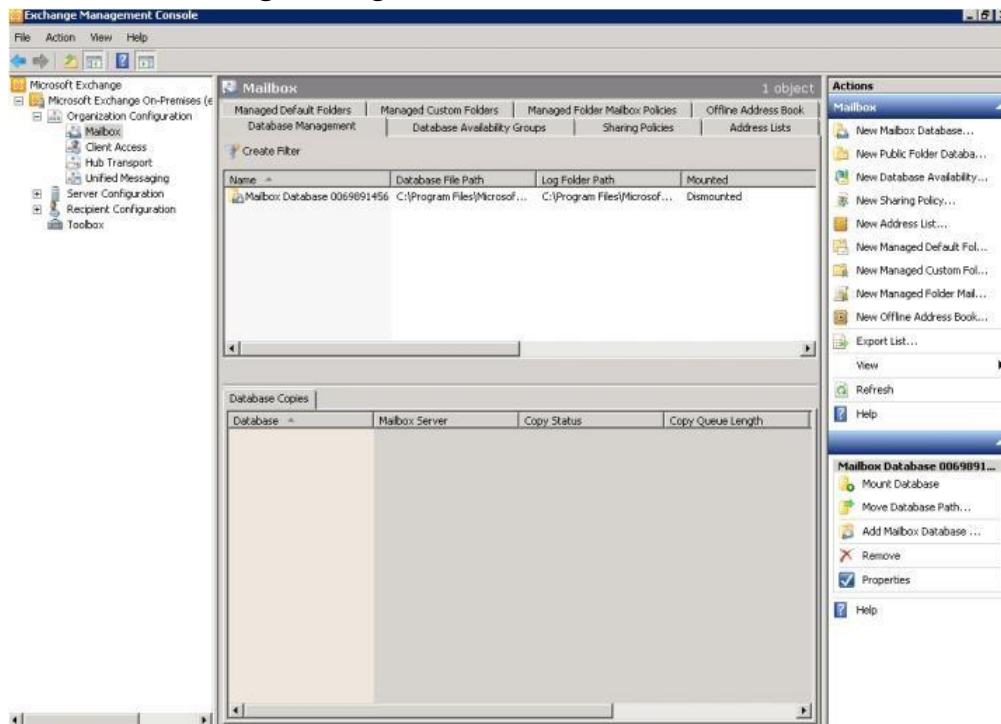 Exchange Management Console
File Action View Help
Microsoft Exchange
Microsoft Exchange On-Premises (e
Organization Configuration
Mailbox
Client Access
Hub Transport
Unified Messaging
Server Configuration
Recipient Configuration
Toolbox
Mailbox 1 object
Managed Default Folders Managed Custom Folders Managed Folder Mailbox Policies Offline Address Book
Database Management Database Availability Groups Sharing Policies Address Lists
Create Filter
Name Database File Path Log Folder Path Mounted
Mailbox Database 0069891456 C:\Program Files\Microsof... C:\Program Files\Microsof... Dismounted
Database Copies
Database Mailbox Server Copy Status Copy Queue Length
Actions
Mailbox
New Mailbox Database...
New Public Folder Databa...
New Database Availability...
New Sharing Policy...
New Address List...
New Managed Default Fol...
New Managed Custom Fol...
New Managed Folder Mail...
New Offline Address Book...
Export List...
View
Refresh
Help
Mailbox Database 0069891...
Mount Database
Move Database Path...
Add Mailbox Database ...
Remove
Properties
Help